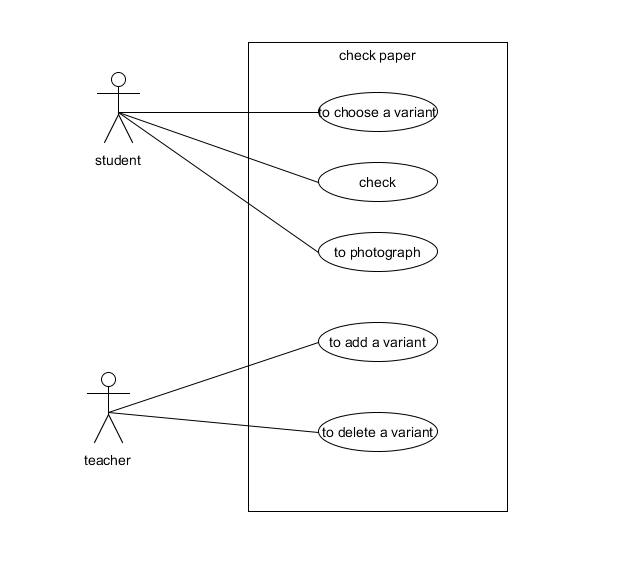 check paper
to choose a variant
student
check
to photograph
to add a variant
to delete a variant
teacher